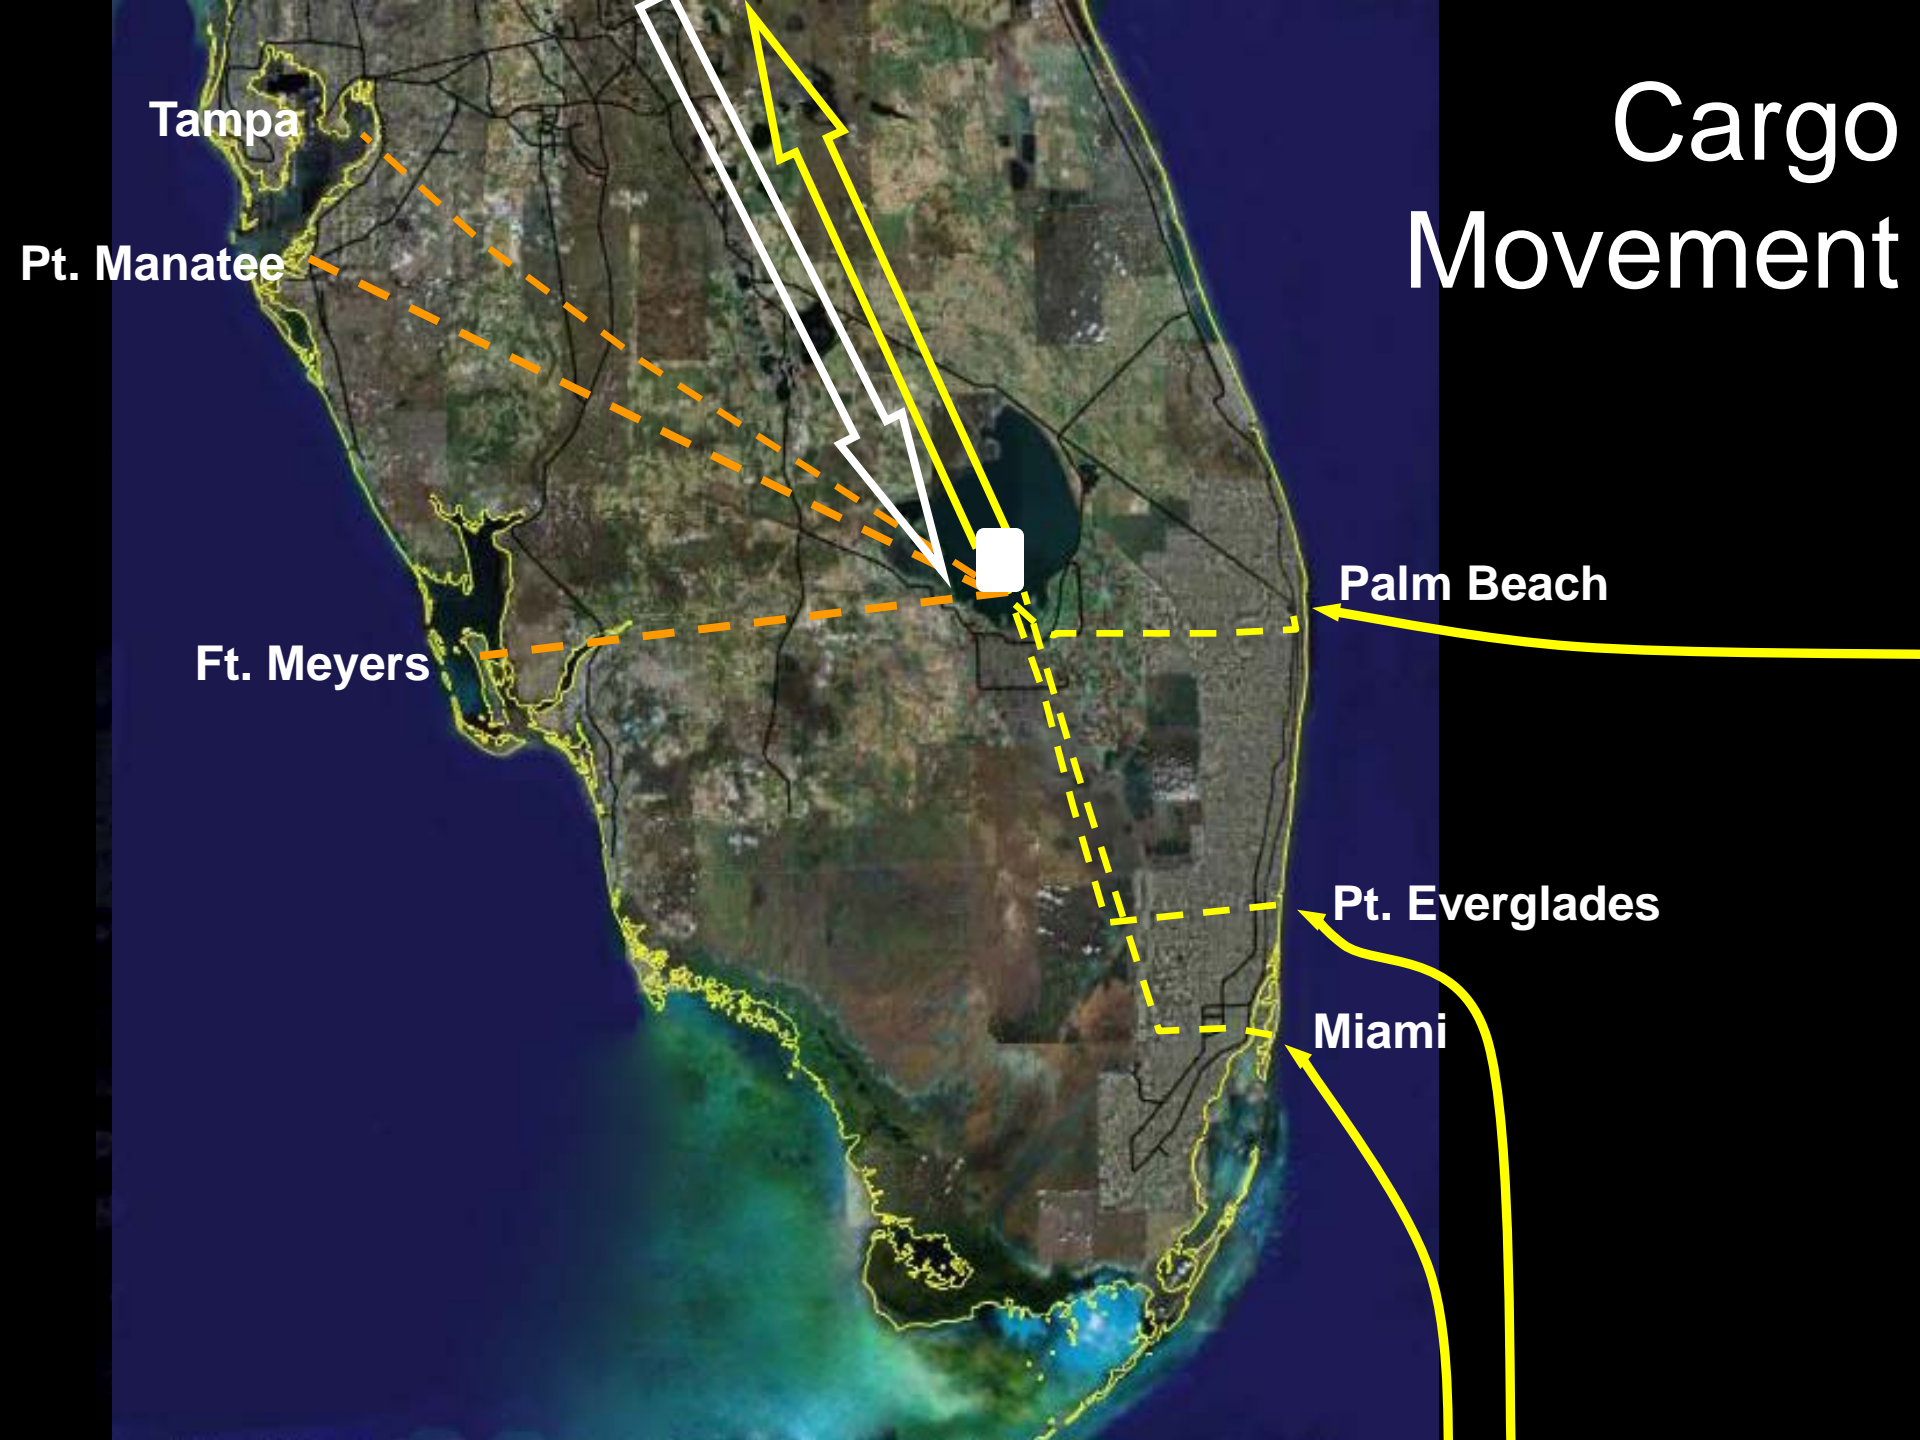 Cargo
Movement
Tampa
Pt. Manatee
Palm Beach
Ft. Meyers
Pt. Everglades
Miami